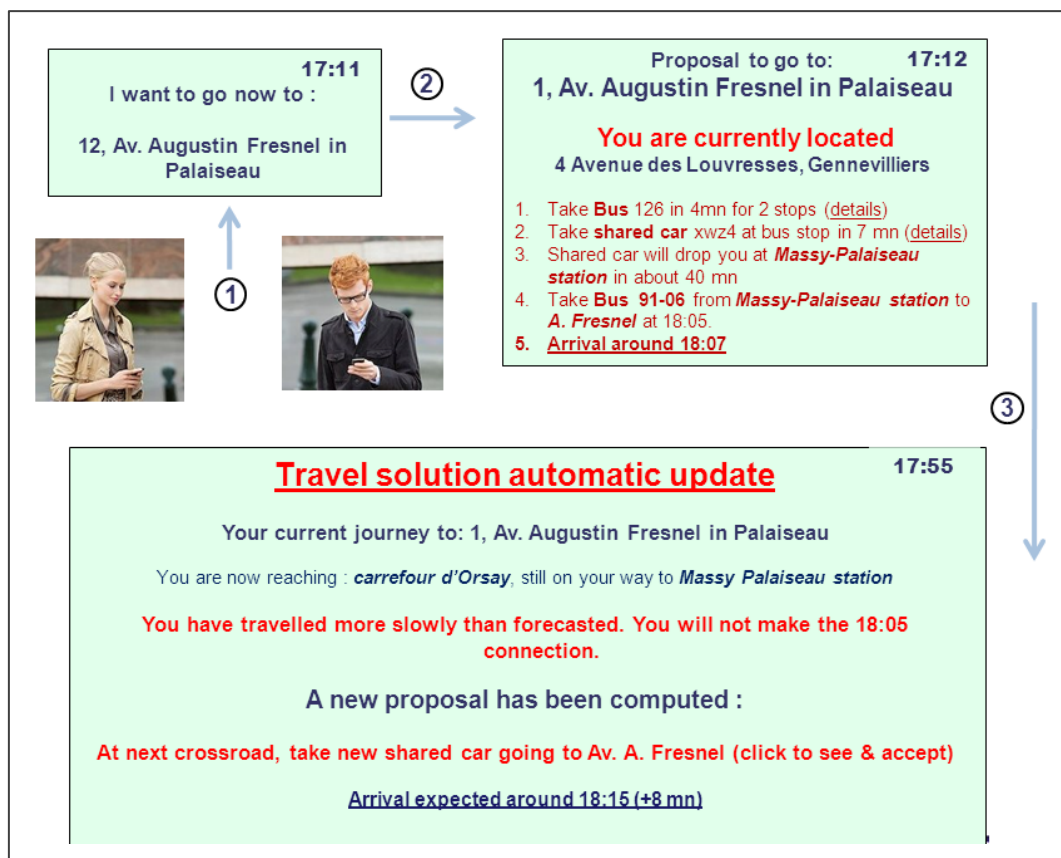 17:11
I want to go now to :
12, Av. Augustin Fresnel in
Palaiseau
1
2
Proposal to go to: 17:12
1, Av. Augustin Fresnel in Palaiseau
You are currently located
4 Avenue des Louvresses, Gennevilliers
1. Take Bus 126 in 4mn for 2 stops (details)
2. Take shared car xwz4 at bus stop in 7 mn (details)
3. Shared car will drop you at Massy-Palaiseau
station in about 40 mn
4. Take Bus 91-06 from Massy-Palaiseau station to
A. Fresnel at 18:05.
5. Arrival around 18:07
3
Travel solution automatic update 17:55
Your current journey to: 1, Av. Augustin Fresnel in Palaiseau
You are now reaching : carrefour d'Orsay, still on your way to Massy Palaiseau station
You have travelled more slowly than forecasted. You will not make the 18:05
connection.
A new proposal has been computed :
At next crossroad, take new shared car going to Av. A. Fresnel (click to see & accept)
Arrival expected around 18:15 (+8 mn)